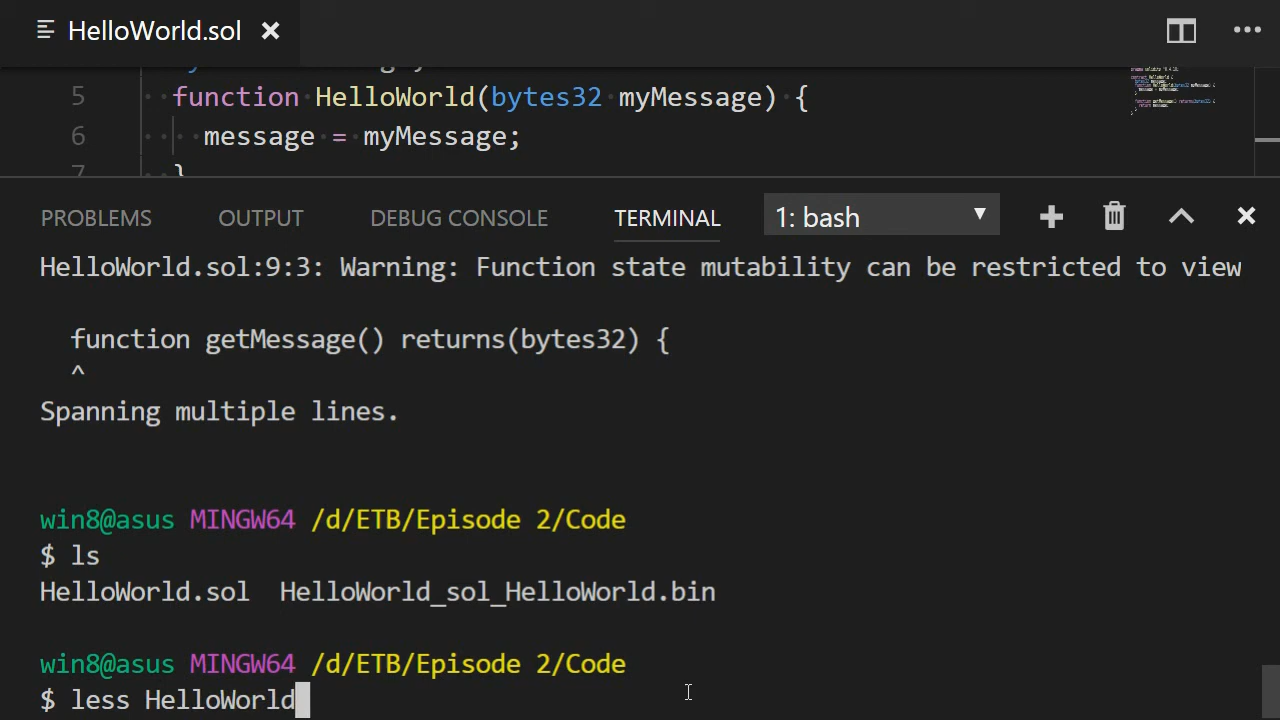 HelloWorld.sol
5 function HelloWorld(bytes32 myMessage) {
6 message = myMessage;
7 }
PROBLEMS OUTPUT DEBUG CONSOLE TERMINAL 1: bash
HelloWorld.sol:9:3: Warning: Function state mutability can be restricted to view
function getMessage() returns(bytes32) {
^
Spanning multiple lines.
win8@asus MINGW64 /d/ETB/Episode 2/Code
$ ls
HelloWorld.sol HelloWorld_sol_HelloWorld.bin
win8@asus MINGW64 /d/ETB/Episode 2/Code
$ less HelloWorld